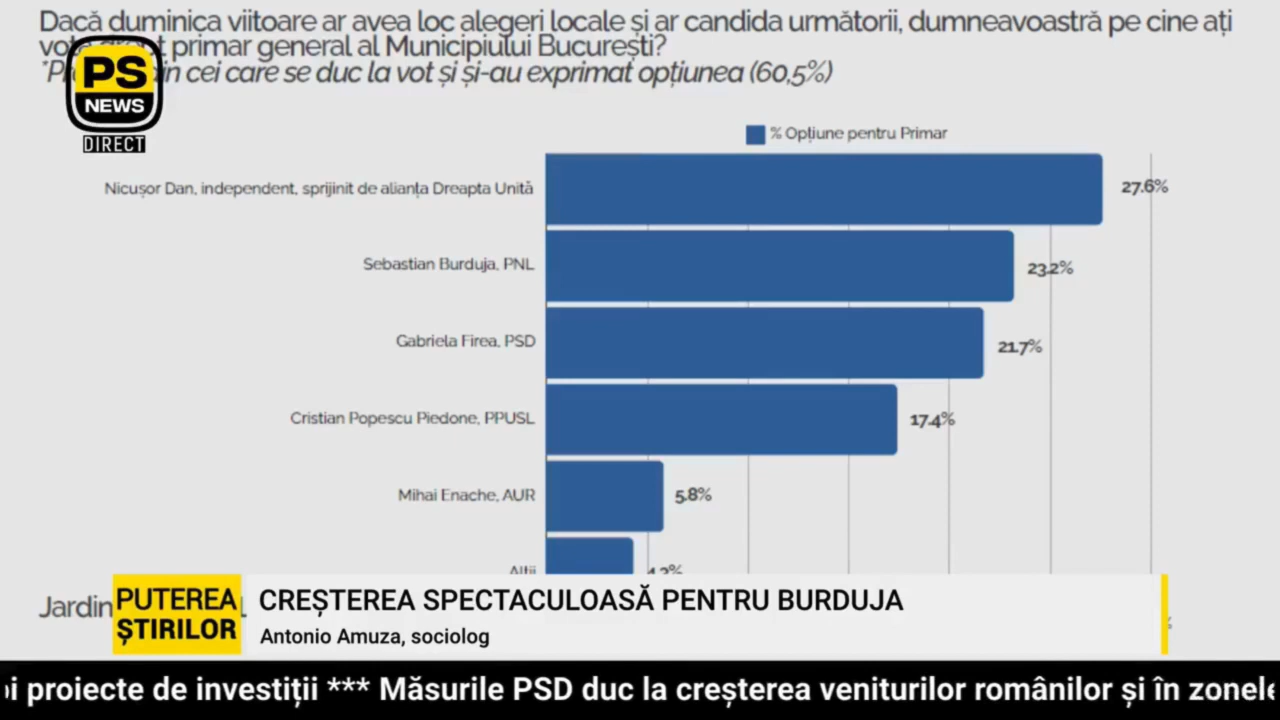 Dacă duminica viitoare ar avea loc alegeri locale și ar candida următorii, dumneavoastră pe cine ați
primar general al Municipiului București?
cei care se duc la vot și și-au exprimat opțiunea (60,5%)
PS
NEWS
DIRECT
% Opțiune pentru Primar
Nicușor Dan, independent, sprijinit de alianța Dreapta Unită
27.6%
Sebastian Burduja, PNL
23.2%
Gabriela Firea, PSD
21.7%
Cristian Popescu Piedone, PPUSL
17.4%
Mihai Enache, AUR
5.8%
Alții
Jardin
PUTEREA
ȘTIRILOR
CREȘTEREA SPECTACULOASĂ PENTRU BURDUJA
Antonio Amuza, sociolog
proiecte de investiții *** Măsurile PSD duc la creșterea veniturilor românilor și în zonele